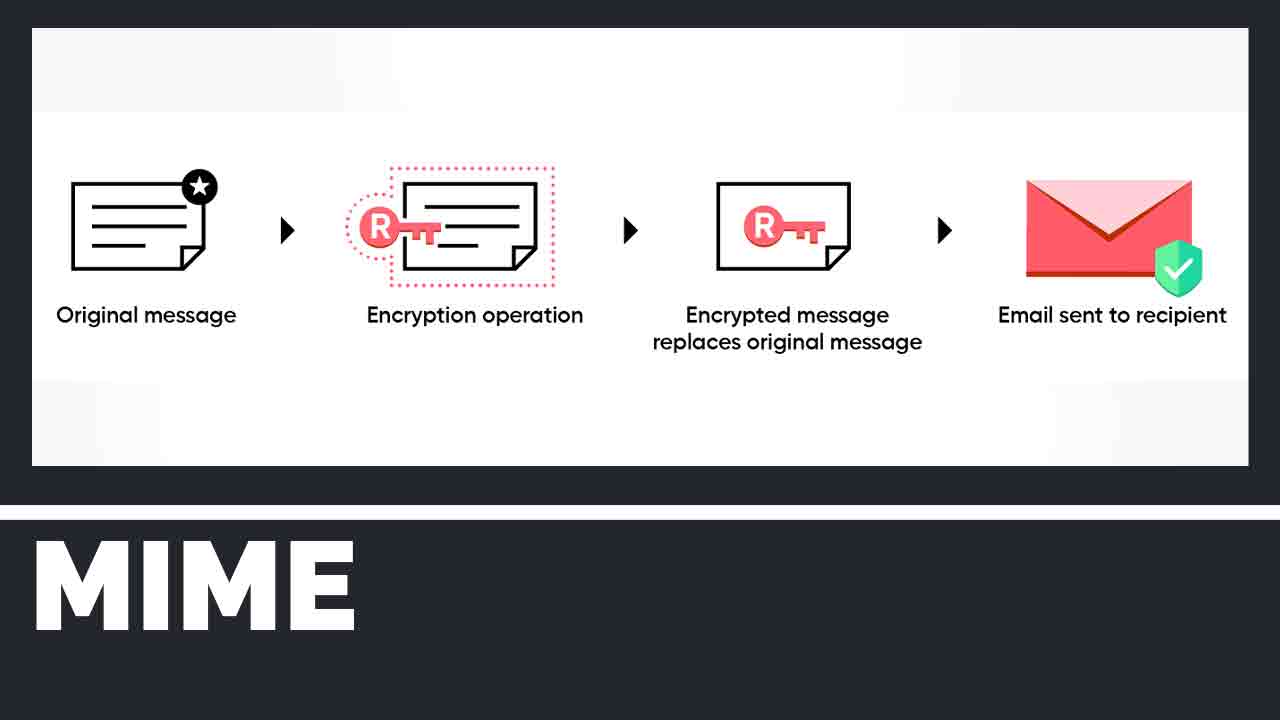 R
R
Original message
Encryption operation
Encrypted message
replaces original message
Email sent to recipient
MIME